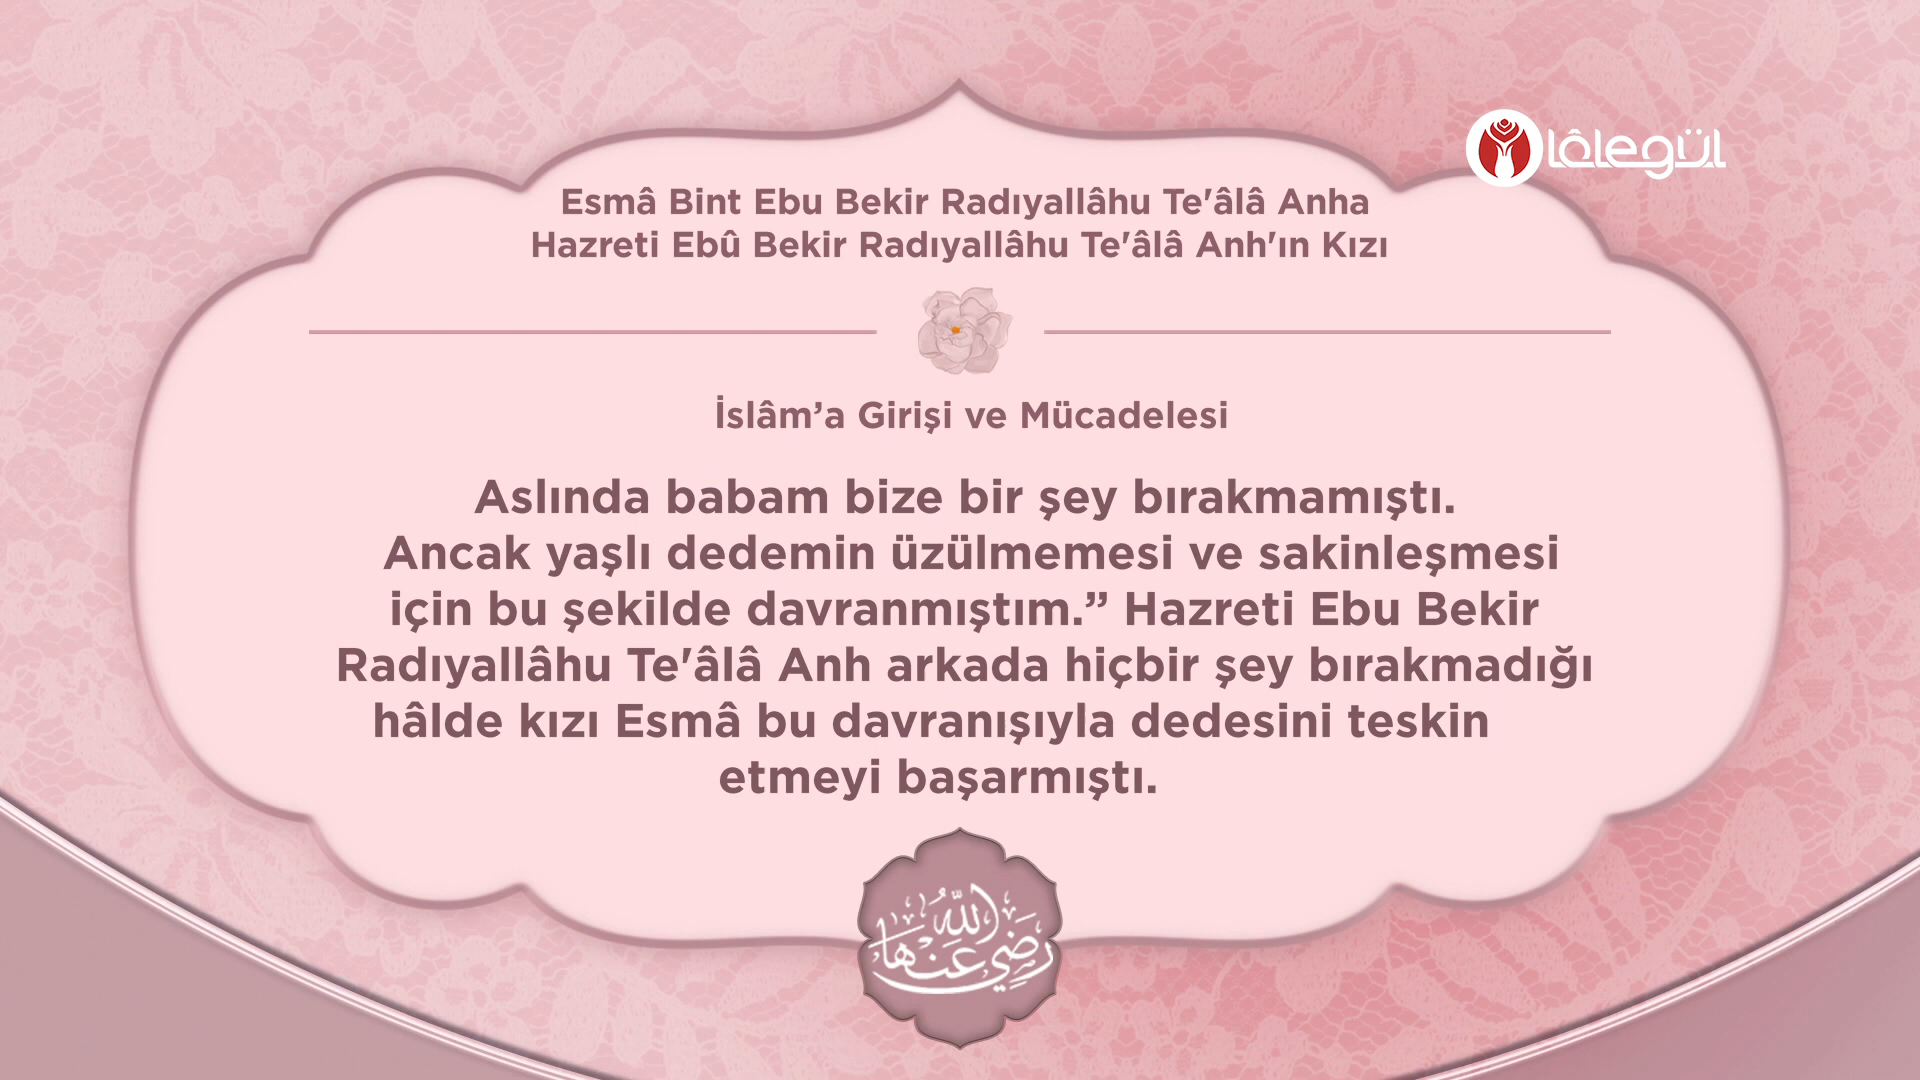 lâlegül
Esmâ Bint Ebu Bekir Radıyallâhu Te'âlâ Anha
Hazreti Ebû Bekir Radıyallâhu Te'âlâ Anh'ın Kızı
İslâm’a Girişi ve Mücadelesi
Aslında babam bize bir şey bırakmamıştı.
Ancak yaşlı dedemin üzülmemesi ve sakinleşmesi
için bu şekilde davranmıştım.” Hazreti Ebu Bekir
Radıyallâhu Te'âlâ Anh arkada hiçbir şey bırakmadığı
hâlde kızı Esmâ bu davranışıyla dedesini teskin
etmeyi başarmıştı.
رَضِيَ اللّٰهُ عَنْهَا